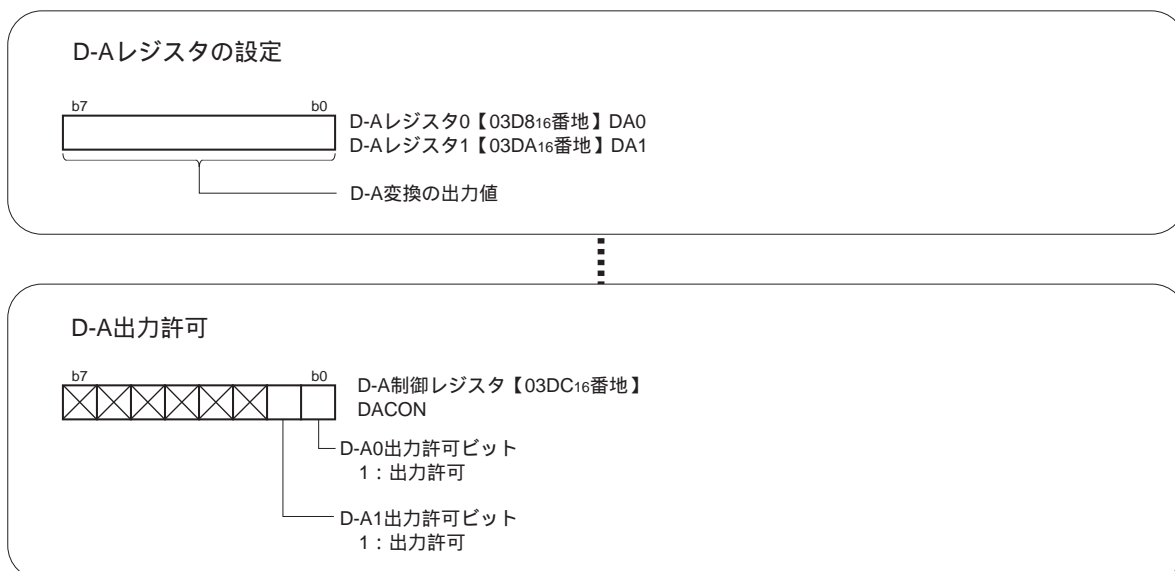 D-Aレジスタの設定
b7 b0
D-Aレジスタ0【03D816番地】DA0
D-Aレジスタ1【03DA16番地】DA1
D-A変換の出力値
D-A出力許可
b7 b0
D-A制御レジスタ【03DC16番地】
DACON
D-A0出力許可ビット
1：出力許可
D-A1出力許可ビット
1：出力許可